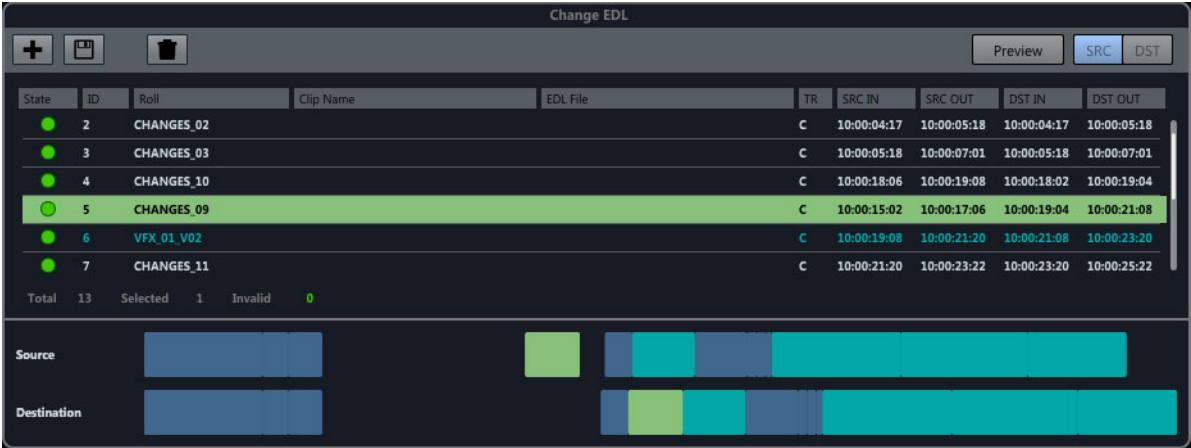 Change EDL
Preview SRC DST
State ID Roll Clip Name EDL File TR SRC IN SRC OUT DST IN DST OUT
2 CHANGES_02 C 10:00:04:17 10:00:05:18 10:00:04:17 10:00:05:18
3 CHANGES_03 C 10:00:05:18 10:00:07:01 10:00:05:18 10:00:07:01
4 CHANGES_10 C 10:00:18:06 10:00:19:08 10:00:18:02 10:00:19:04
5 CHANGES_09 C 10:00:15:02 10:00:17:06 10:00:19:04 10:00:21:08
6 VFX_01_V02 C 10:00:19:08 10:00:21:20 10:00:21:08 10:00:23:20
7 CHANGES_11 C 10:00:21:20 10:00:23:22 10:00:23:20 10:00:25:22
Total 13 Selected 1 Invalid 0
Source
Destination